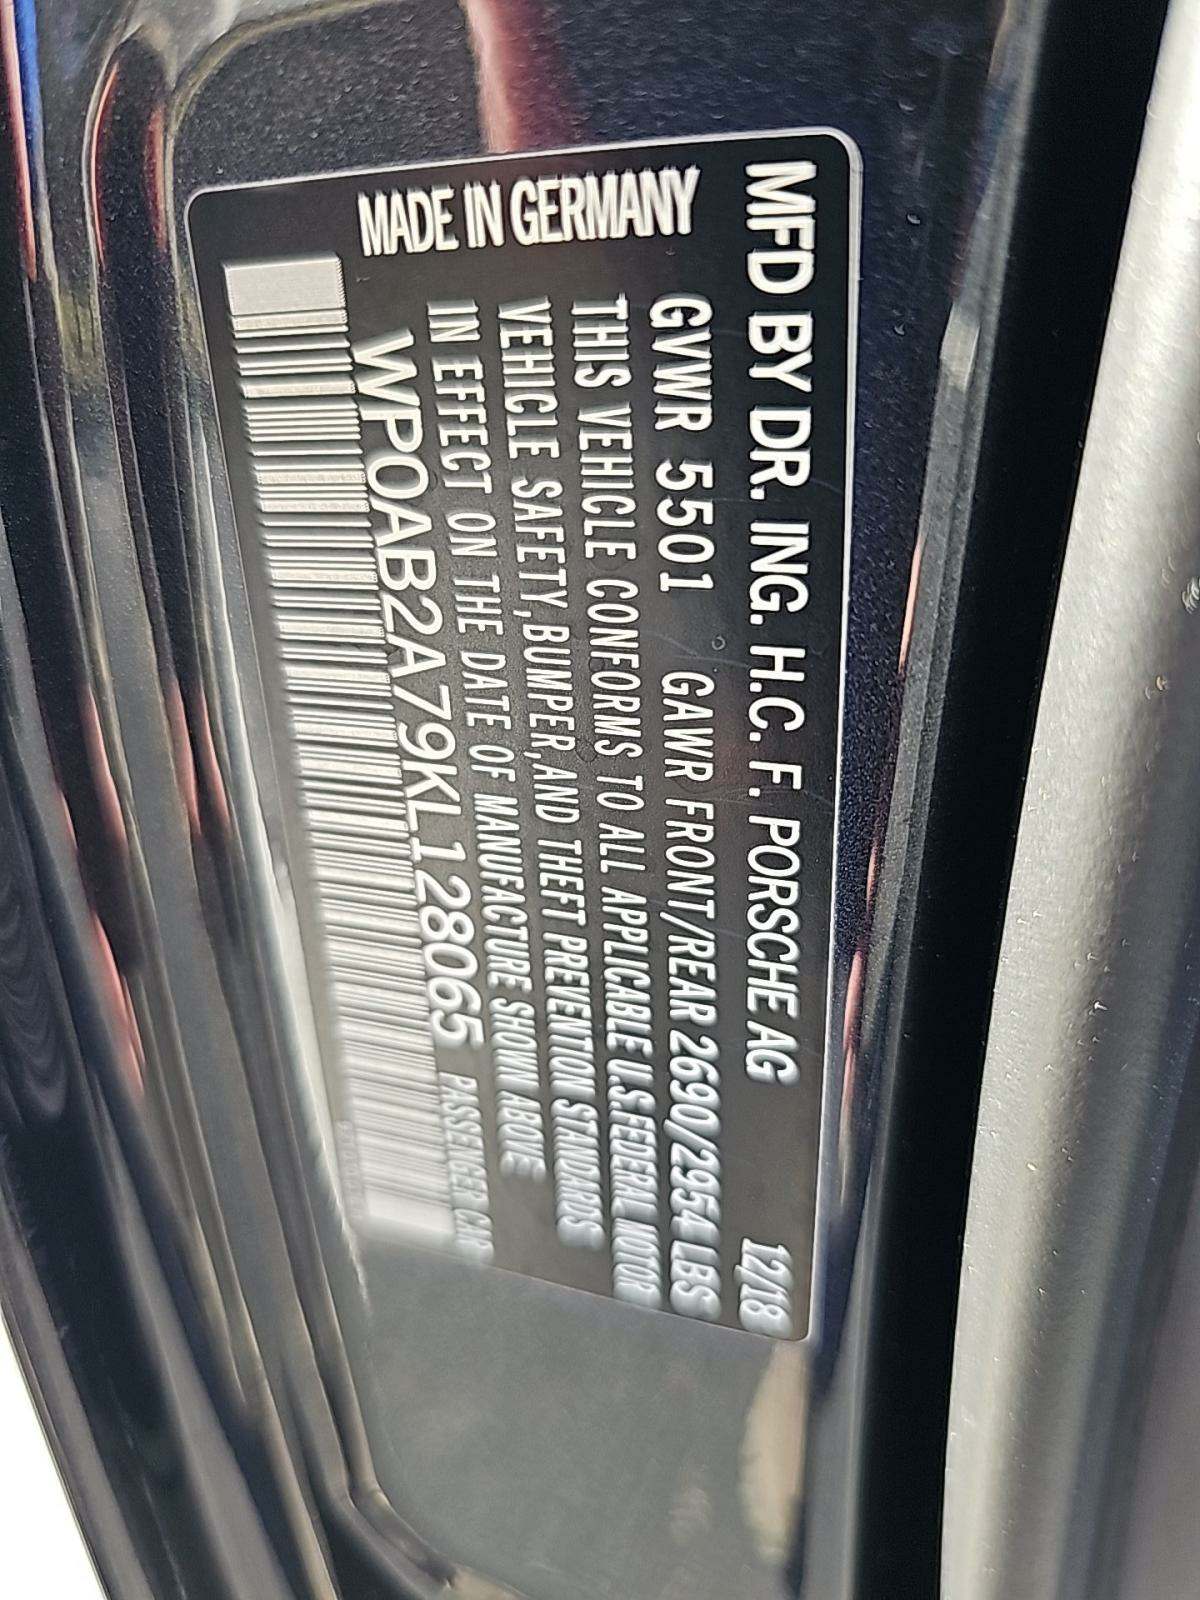 MFD BY DR. ING. H.C. F. PORSCHE AG 12/18
GVWR 5501 GAWR FRONT/REAR 2690/2954 LBS
THIS VEHICLE CONFORMS TO ALL APPLICABLE U.S.FEDERAL MOTOR
VEHICLE SAFETY,BUMPER,AND THEFT PREVENTION STANDARDS
IN EFFECT ON THE DATE OF MANUFACTURE SHOWN ABOVE
WP0AB2A79KL128065 PASSENGER CAR
MADE IN GERMANY